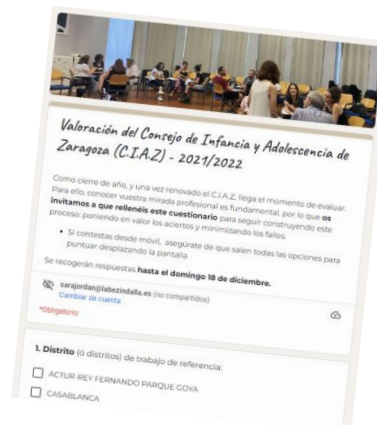 Valoración del Consejo de Infancia y Adolescencia de
Zaragoza (C.I.A.Z) - 2021/2022
Como cierre de año, y una vez renovado el C.I.A.Z, llega el momento de evaluar.
Para ello, conocer vuestra mirada profesional es fundamental, por lo que os
invitamos a que rellenéis este cuestionario para seguir construyendo este
proceso: poniendo en valor los aciertos y minimizando los fallos.
• Si contestas desde móvil, asegúrate de que salen todas las opciones para
puntuar desplazando la pantalla
Se recogerán respuestas hasta el domingo 18 de diciembre.
sarajordan@labezindalla.es (no compartidos)
Cambiar de cuenta
*Obligatorio
1. Distrito (ó distritos) de trabajo de referencia:
ACTUR-REY FERNANDO PARQUE GOYA
CASABLANCA